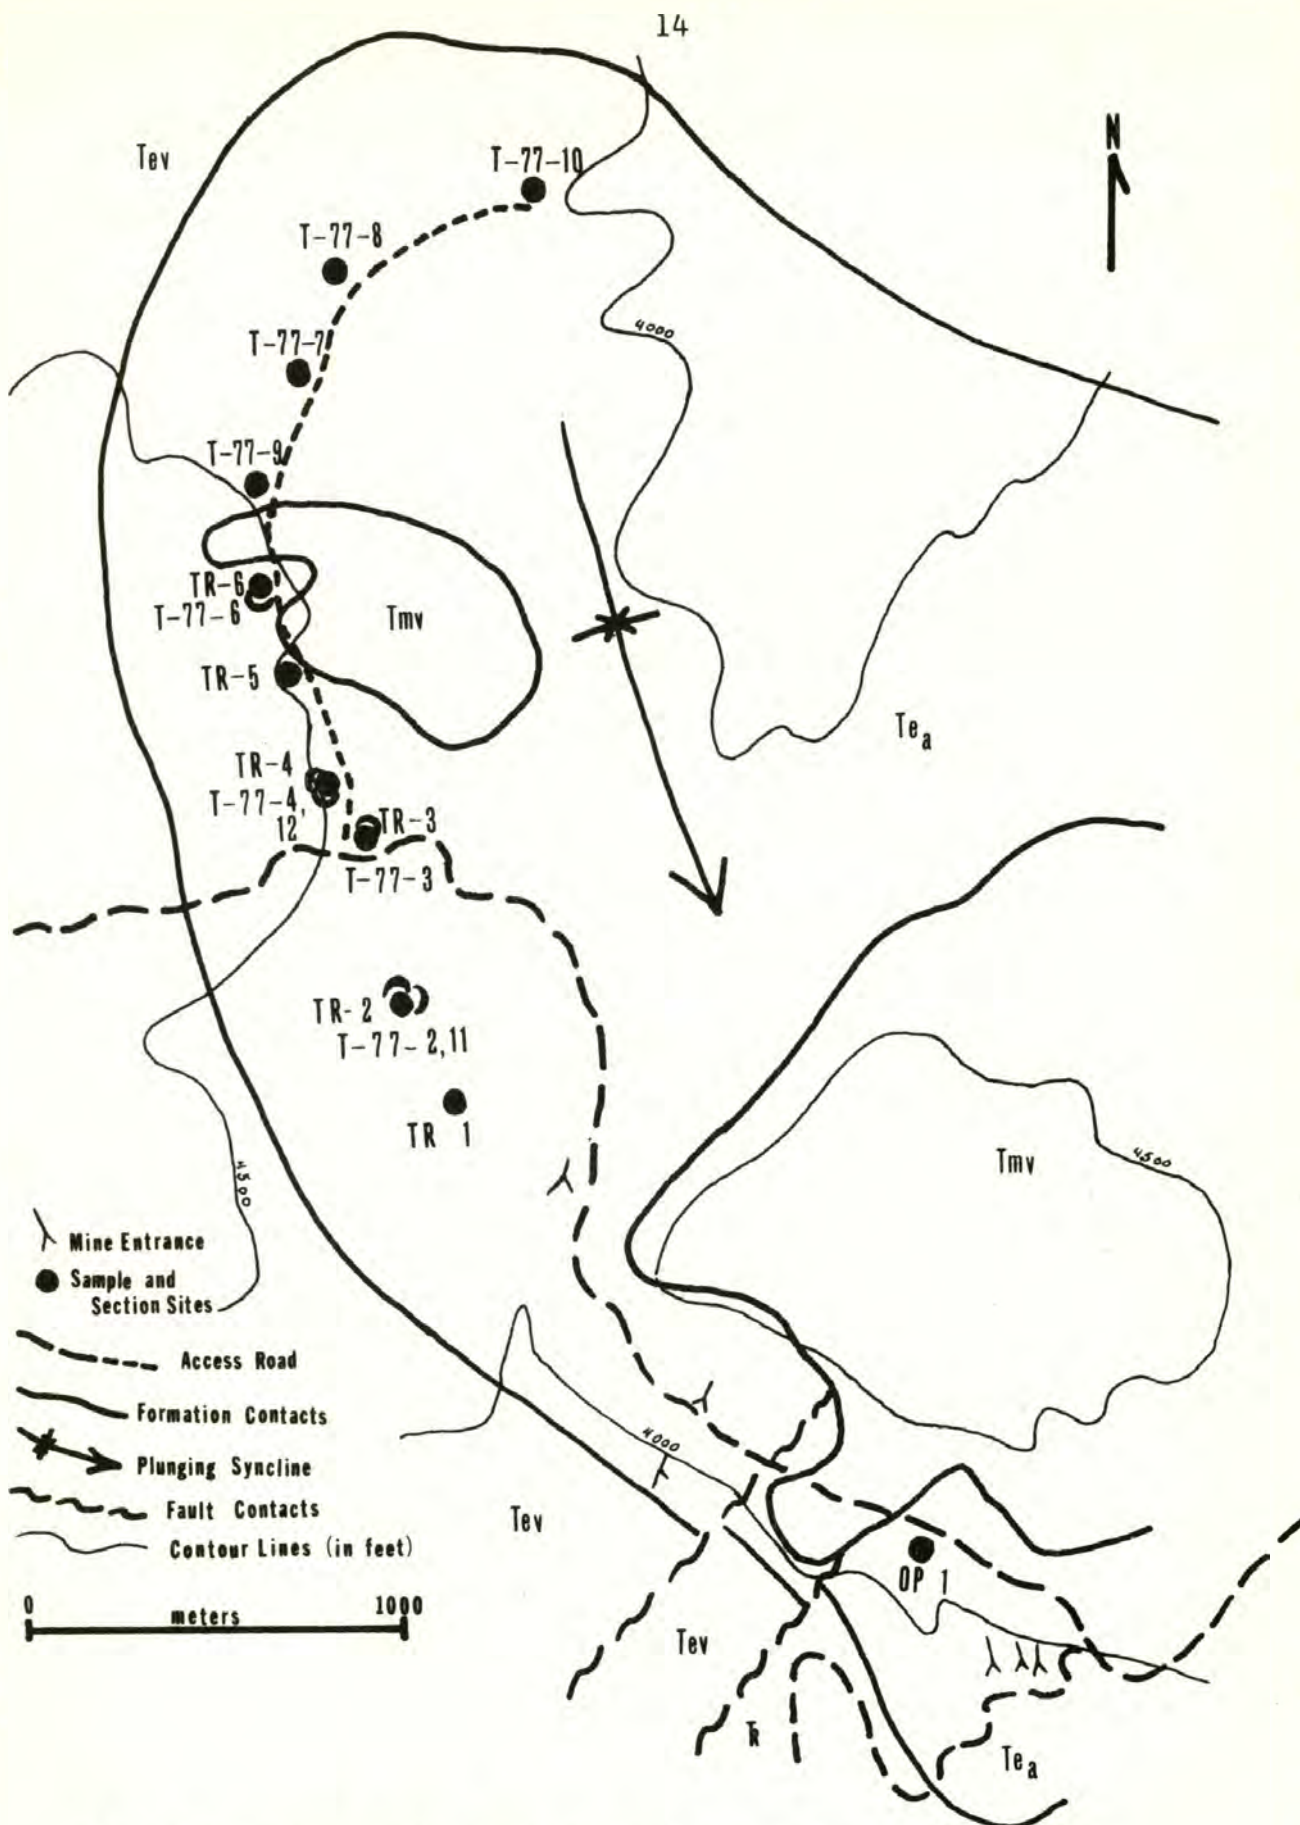 14
N
Tev
T-77-10
T-77-8
4000
T-77-7
T-77-9
TR-6
T-77-6
Tmv
TR-5
Te a
TR-4
T-77-4,
12
TR-3
T-77-3
TR-2
T-77-2,11
TR 1
Tmv
4500
4500
Mine Entrance
Sample and
Section Sites
Access Road
Formation Contacts
Plunging Syncline
Fault Contacts
Contour Lines (in feet)
0 meters 1000
4000
Tev
OP 1
Tev
TR
Te a